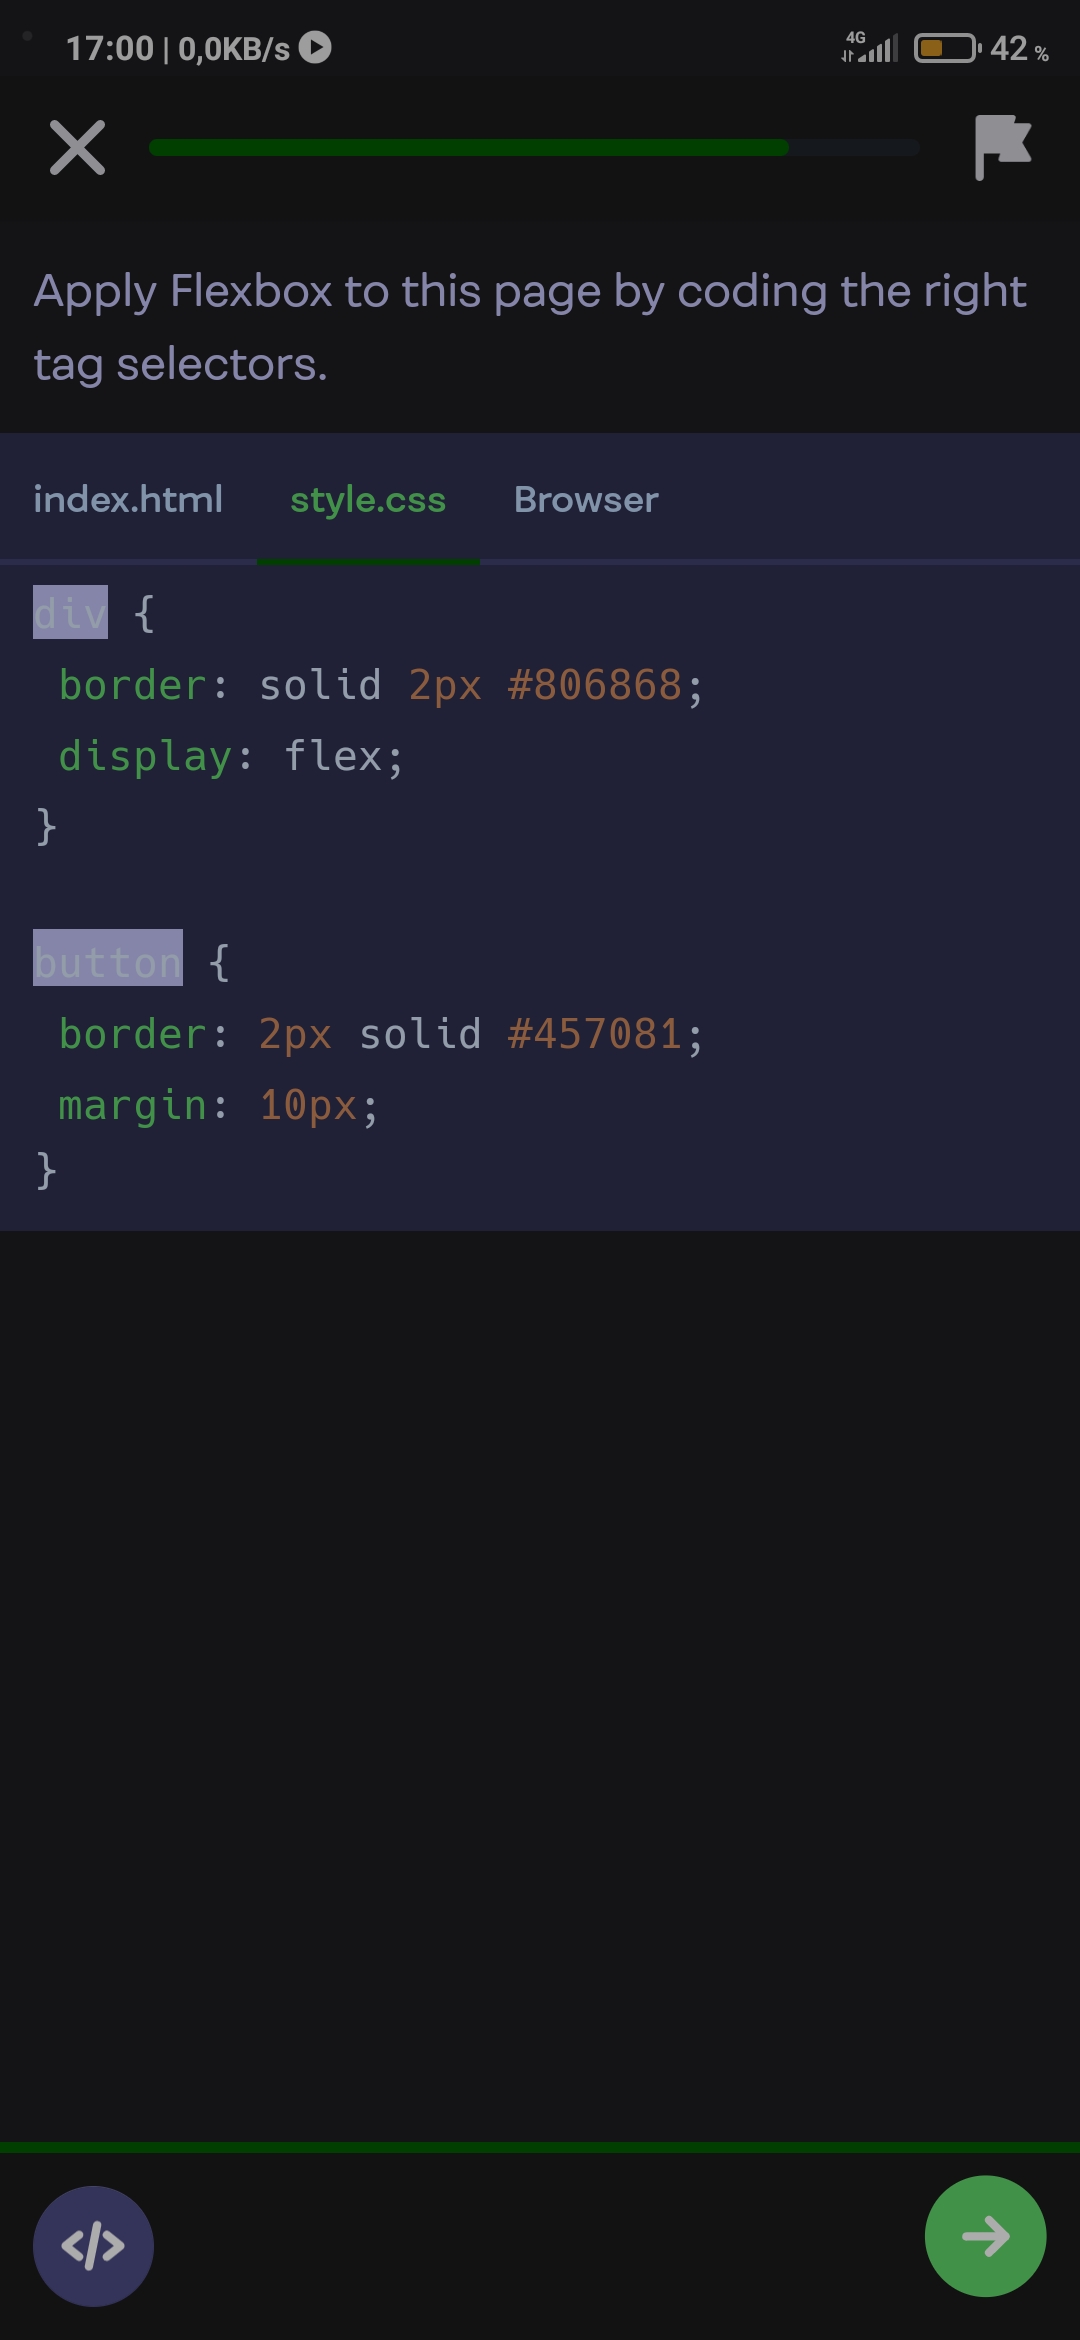 17:00 | 0,0KB/s 4G 42 %
Apply Flexbox to this page by coding the right
tag selectors.
index.html style.css Browser
div {
 border: solid 2px #806868;
 display: flex;
}
button {
 border: 2px solid #457081;
 margin: 10px;
}
</>